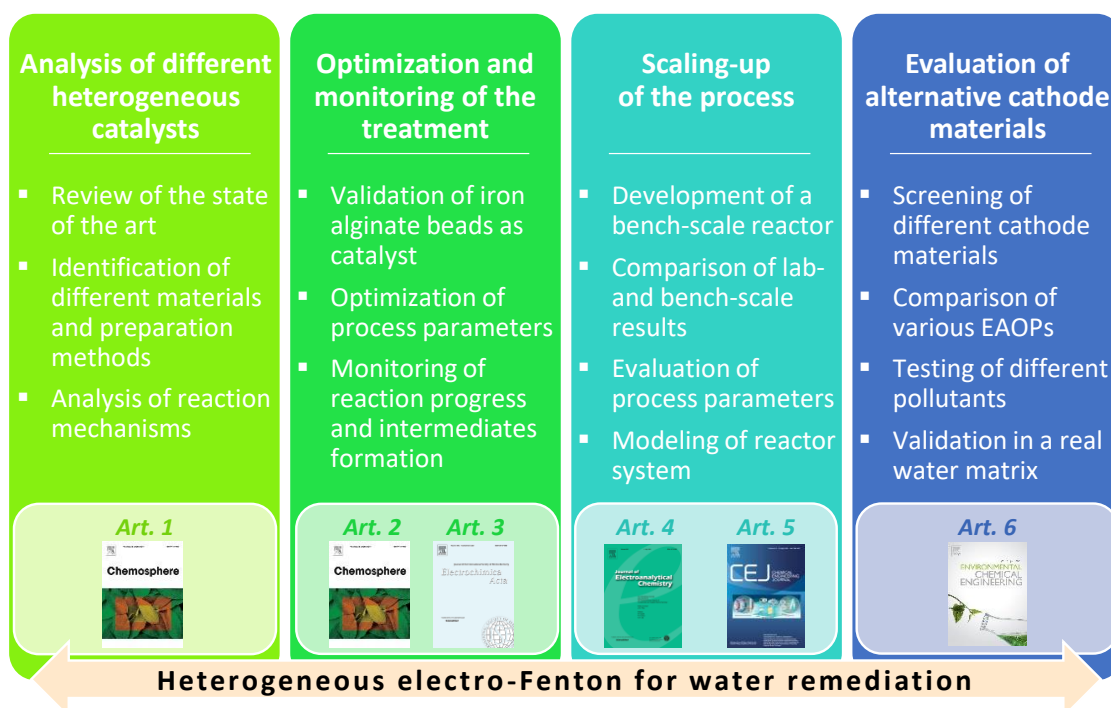 Analysis of different
heterogeneous
catalysts
▪ Review of the state
of the art
▪ Identification of
different materials
and preparation
methods
▪ Analysis of reaction
mechanisms
Art. 1
Chemosphere
Optimization and
monitoring of the
treatment
▪ Validation of iron
alginate beads as
catalyst
▪ Optimization of
process parameters
▪ Monitoring of
reaction progress
and intermediates
formation
Art. 2
Chemosphere
Art. 3
Electrochimica
Acta
Scaling-up
of the process
▪ Development of a
bench-scale reactor
▪ Comparison of lab-
and bench-scale
results
▪ Evaluation of
process parameters
▪ Modeling of reactor
system
Art. 4
Journal of
Electroanalytical
Chemistry
Art. 5
CEJ
CHEMICAL
ENGINEERING
JOURNAL
Evaluation of
alternative cathode
materials
▪ Screening of
different cathode
materials
▪ Comparison of
various EAOPs
▪ Testing of different
pollutants
▪ Validation in a real
water matrix
Art. 6
ENVIRONMENTAL
CHEMICAL
ENGINEERING
Heterogeneous electro-Fenton for water remediation